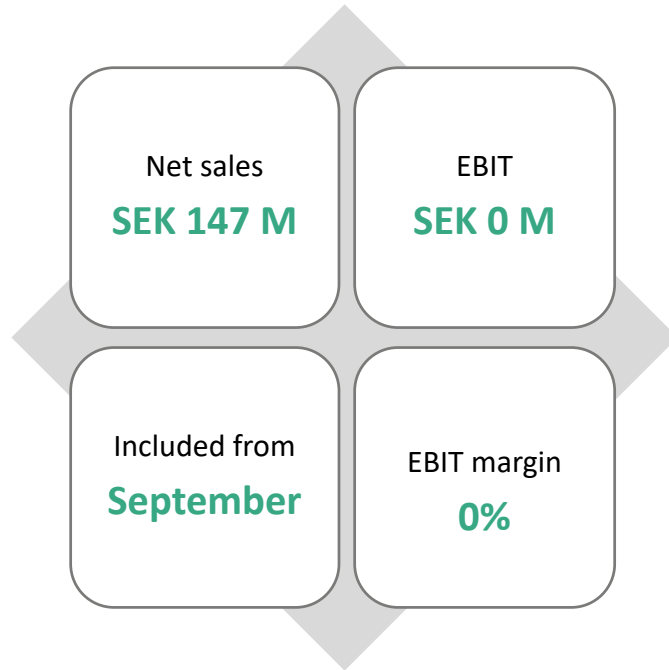 Net sales
SEK 147 M
EBIT
SEK 0 M
Included from
September
EBIT margin
0%